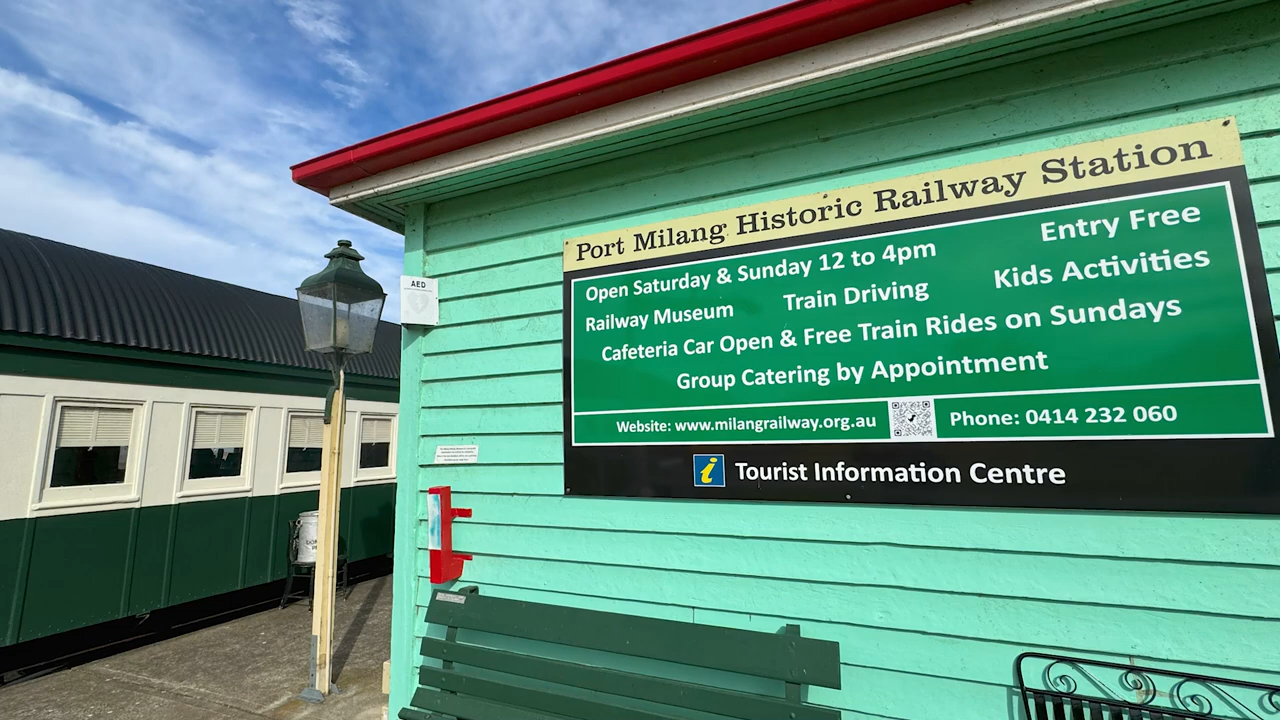 Port Milang Historic Railway Station
Open Saturday & Sunday 12 to 4pm
Entry Free
Railway Museum
Train Driving
Kids Activities
Cafeteria Car Open & Free Train Rides on Sundays
Group Catering by Appointment
Website: www.milangrailway.org.au
Phone: 0414 232 060
i Tourist Information Centre
AED